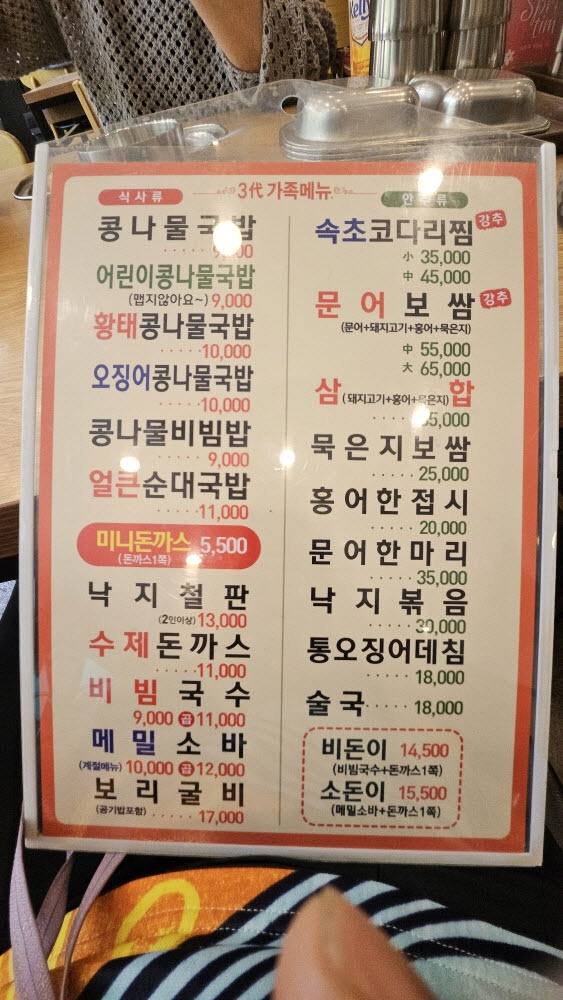 3代 가족메뉴
식사류
콩나물국밥
어린이콩나물국밥
(맵지않아요~) 9,000
황태콩나물국밥
10,000
오징어콩나물국밥
10,000
콩나물비빔밥
9,000
얼큰순대국밥
11,000
미니돈까스 5,500
(돈까스1쪽)
낙지철판
(2인이상) 13,000
수제돈까스
11,000
비빔국수
9,000 곱 11,000
메밀소바
(계절메뉴) 10,000 곱 12,000
보리굴비
(공기밥포함) 17,000
속초코다리찜 강추
小 35,000
中 45,000
문어보쌈 강추
(문어+돼지고기+홍어+묵은지)
中 55,000
大 65,000
삼(돼지고기+홍어+묵은지)합
묵은지보쌈
25,000
홍어한접시
20,000
문어한마리
35,000
낙지볶음
30,000
통오징어데침
18,000
술국 18,000
비돈이 14,500
(비빔국수+돈까스1쪽)
소돈이 15,500
(메밀소바+돈까스1쪽)